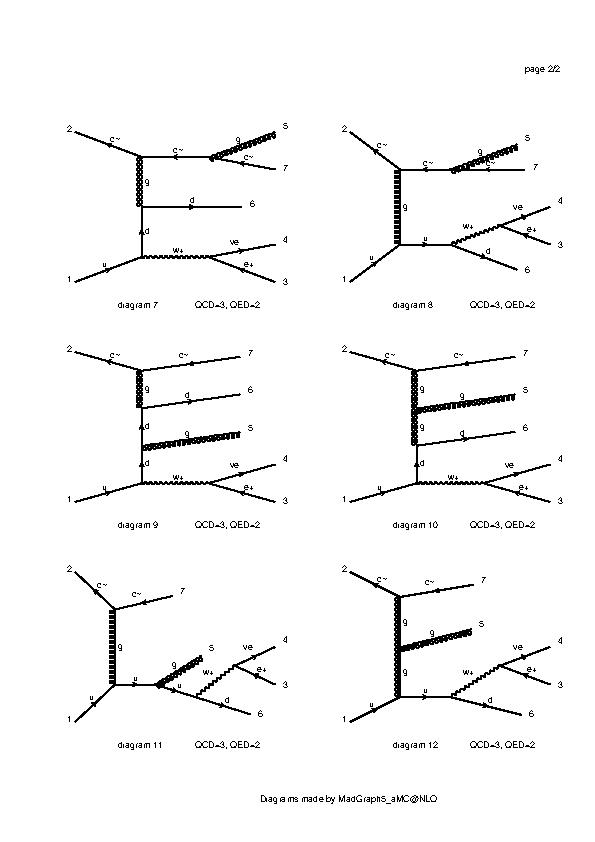 page 2/2
2
c~
c~
g
5
c~
7
g
d
6
d
u
w+
ve
4
e+
3
1
diagram 7 QCD=3, QED=2
2
c~
c~
g
5
c~
7
g
u
w+
ve
4
e+
3
d
6
u
1
diagram 8 QCD=3, QED=2
2
c~
c~
7
g
d
6
d
g
5
d
u
w+
ve
4
e+
3
1
diagram 9 QCD=3, QED=2
2
c~
c~
7
g
g
5
g
d
6
d
u
w+
ve
4
e+
3
1
diagram 10 QCD=3, QED=2
2
c~
c~
7
g
g
5
u
u
w+
ve
4
e+
3
d
6
u
1
diagram 11 QCD=3, QED=2
2
c~
c~
7
g
g
5
g
u
w+
ve
4
e+
3
d
6
u
1
diagram 12 QCD=3, QED=2
Diagrams made by MadGraph5_aMC@NLO